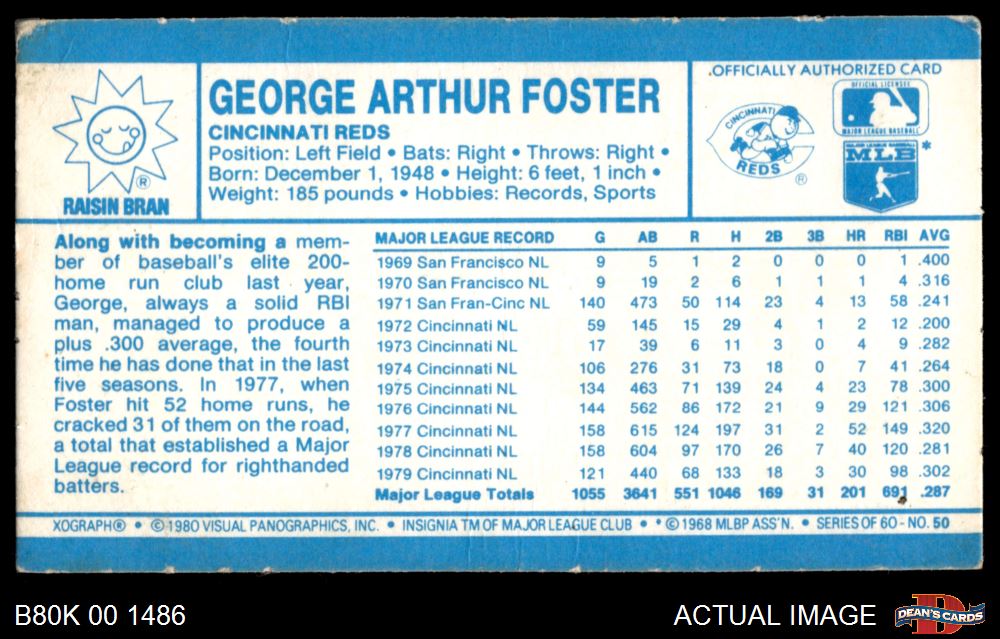 RAISIN BRAN
®
GEORGE ARTHUR FOSTER
CINCINNATI REDS
Position: Left Field • Bats: Right • Throws: Right •
Born: December 1, 1948 • Height: 6 feet, 1 inch •
Weight: 185 pounds • Hobbies: Records, Sports
.OFFICIALLY AUTHORIZED CARD
CINCINNATI
REDS
®
OFFICIAL LICENSEE
MAJOR LEAGUE BASEBALL
MAJOR LEAGUE BASEBALL
MLB *
Along with becoming a mem-
ber of baseball's elite 200-
home run club last year,
George, always a solid RBI
man, managed to produce a
plus .300 average, the fourth
time he has done that in the last
five seasons. In 1977, when
Foster hit 52 home runs, he
cracked 31 of them on the road,
a total that established a Major
League record for righthanded
batters.
MAJOR LEAGUE RECORD G AB R H 2B 3B HR RBI AVG
1969 San Francisco NL 9 5 1 2 0 0 0 1 .400
1970 San Francisco NL 9 19 2 6 1 1 1 4 .316
1971 San Fran-Cinc NL 140 473 50 114 23 4 13 58 .241
1972 Cincinnati NL 59 145 15 29 4 1 2 12 .200
1973 Cincinnati NL 17 39 6 11 3 0 4 9 .282
1974 Cincinnati NL 106 276 31 73 18 0 7 41 .264
1975 Cincinnati NL 134 463 71 139 24 4 23 78 .300
1976 Cincinnati NL 144 562 86 172 21 9 29 121 .306
1977 Cincinnati NL 158 615 124 197 31 2 52 149 .320
1978 Cincinnati NL 158 604 97 170 26 7 40 120 .281
1979 Cincinnati NL 121 440 68 133 18 3 30 98 .302
Major League Totals 1055 3641 551 1046 169 31 201 691 .287
XOGRAPH® • ©1980 VISUAL PANOGRAPHICS, INC. • INSIGNIA TM OF MAJOR LEAGUE CLUB • *©1968 MLBP ASS'N. • SERIES OF 60 - NO. 50
B80K 00 1486
ACTUAL IMAGE
DEAN'S CARDS